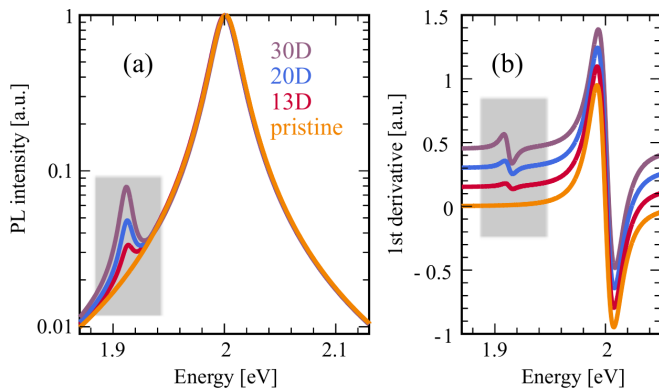 1
0.1
0.01
PL intensity [a.u.]
(a)
30D
20D
13D
pristine
1.9
2
2.1
Energy [eV]
1.5
1
0.5
0
- 0.5
-1
1st derivative [a.u.]
(b)
1.9
2
Energy [eV]